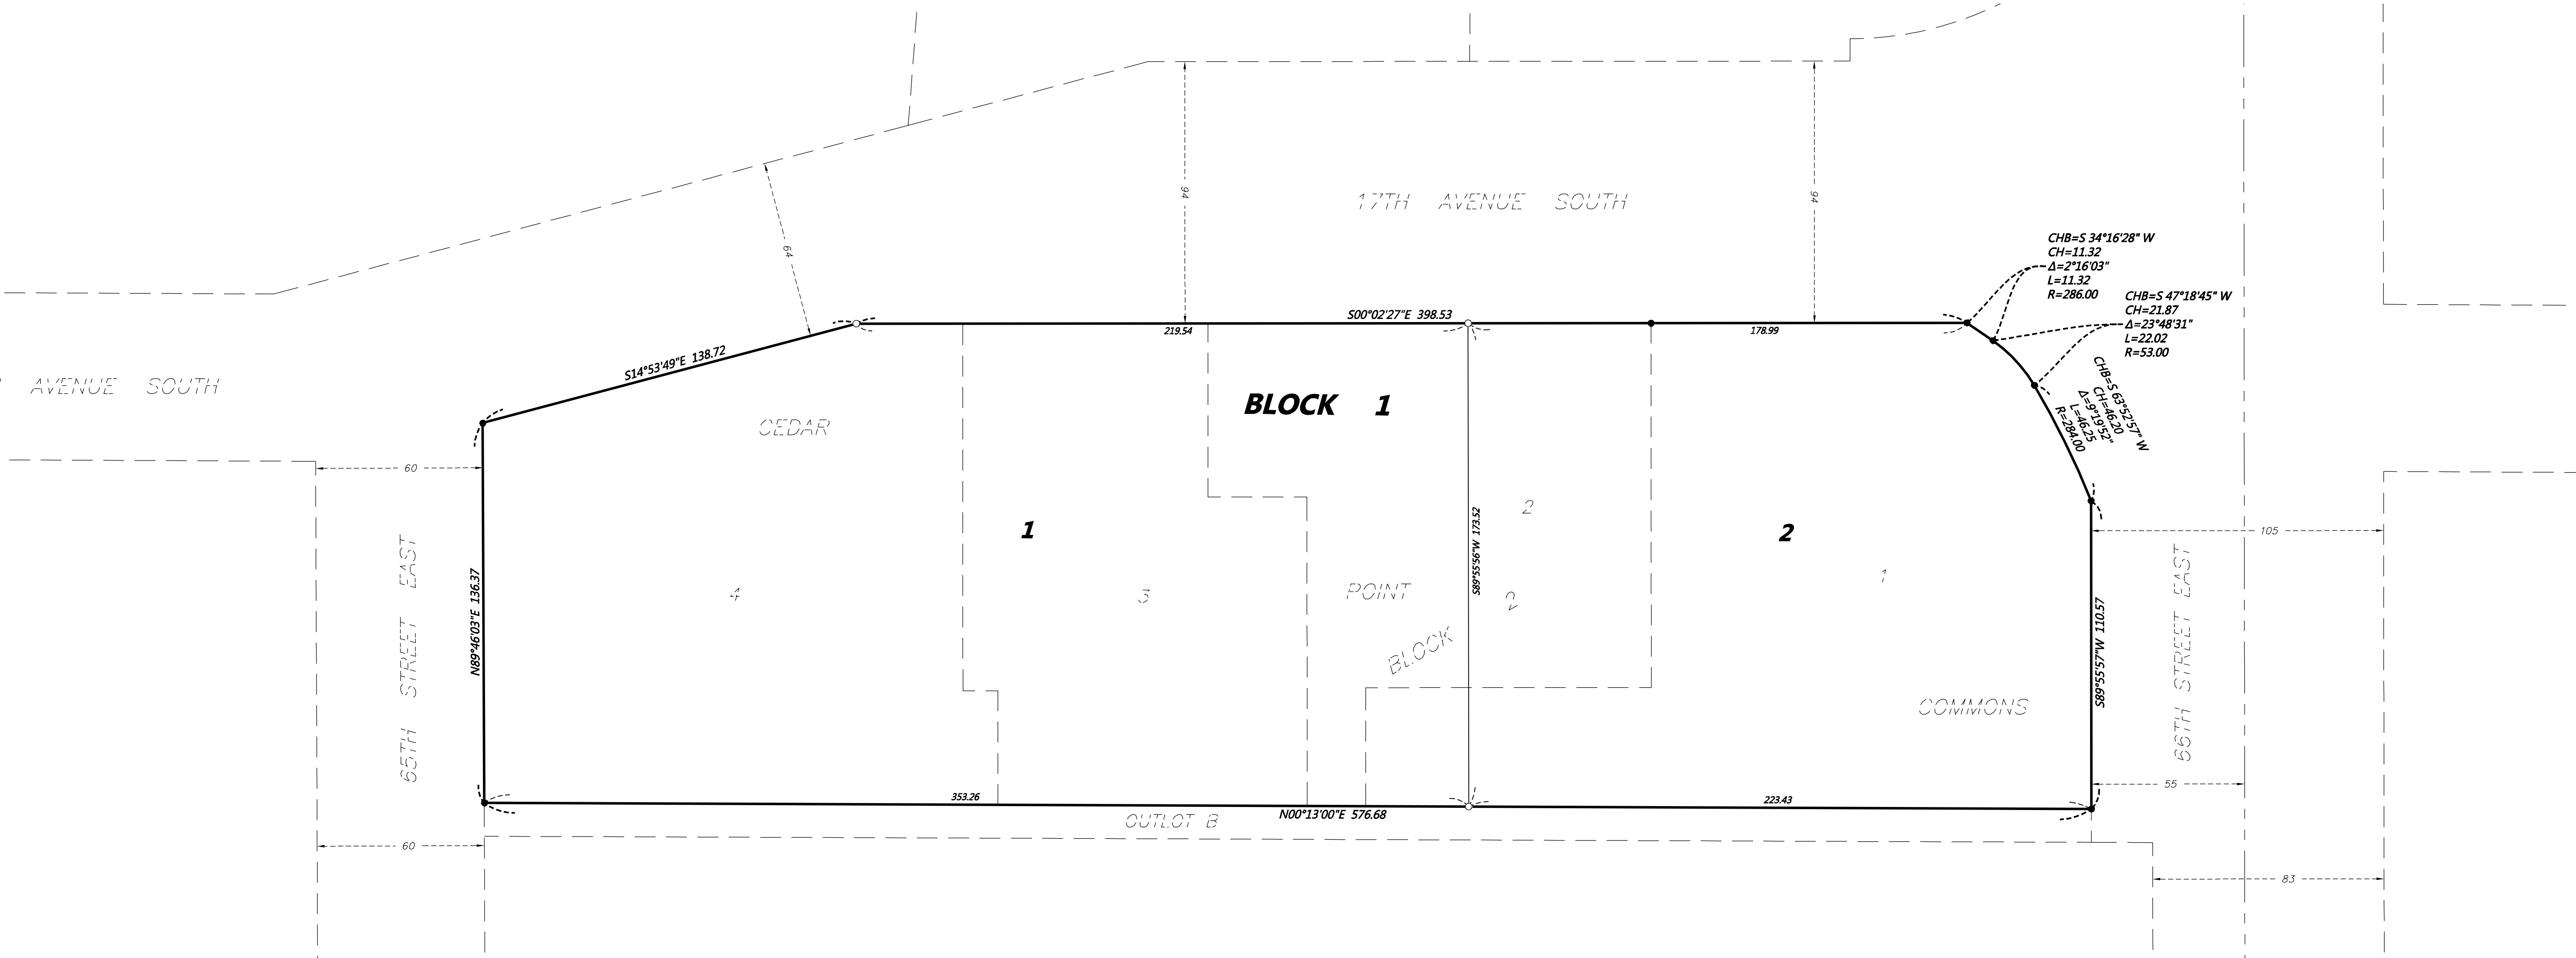 94
94
17TH AVENUE SOUTH
64
CHB=S 34°16'28" W
CH=11.32
Δ=2°16'03"
L=11.32
R=286.00
CHB=S 47°18'45" W
CH=21.87
Δ=23°48'31"
L=22.02
R=53.00
S00°02'27"E 398.53
219.54
178.99
S14°53'49"E 138.72
CHB=S 63°52'57" W
CH=46.20
Δ=9°19'52"
L=46.25
R=284.00
AVENUE SOUTH
BLOCK 1
CEDAR
60
2
1
2
105
S89°55'56"W 173.52
65TH STREET EAST
66TH STREET EAST
N89°46'03"E 136.37
4
3
POINT
2
1
BLOCK
S89°55'57"W 110.57
COMMONS
55
353.26
223.43
N00°13'00"E 576.68
OUTLOT B
60
83